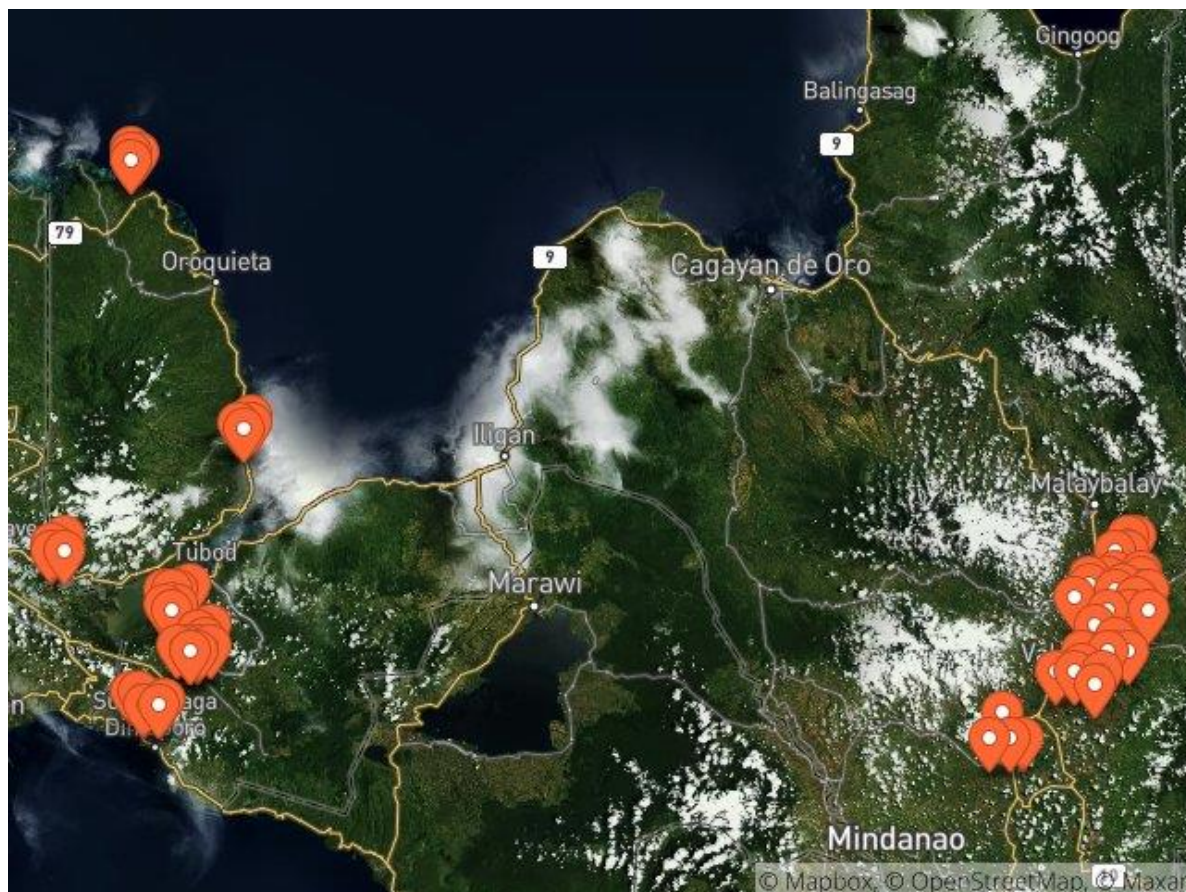 Gingoog
Balingasag
9
79
Oroquieta
9
Cagayan de Oro
Iligan
Malaybalay
Tubod
Marawi
Mindanao
© Mapbox, © OpenStreetMap, © Maxar